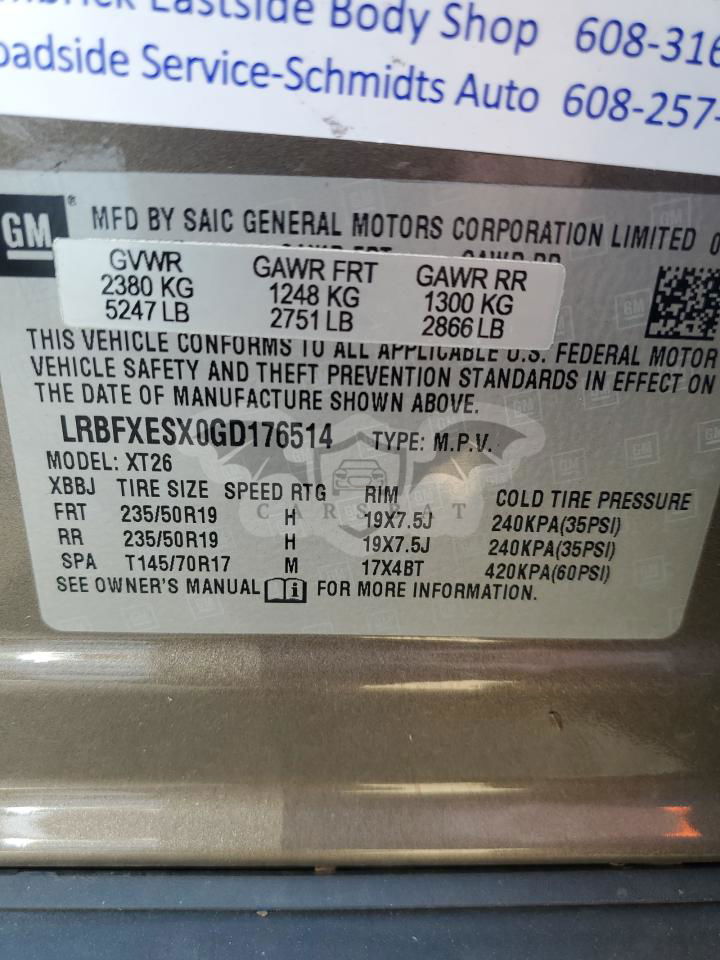 Eastside Body Shop 608-316
Roadside Service-Schmidts Auto 608-257-
GM ® MFD BY SAIC GENERAL MOTORS CORPORATION LIMITED 0
GVWR GAWR FRT GAWR RR
2380 KG 1248 KG 1300 KG
5247 LB 2751 LB 2866 LB
THIS VEHICLE CONFORMS TO ALL APPLICABLE U.S. FEDERAL MOTOR
VEHICLE SAFETY AND THEFT PREVENTION STANDARDS IN EFFECT ON
THE DATE OF MANUFACTURE SHOWN ABOVE.
LRBFXESX0GD176514 TYPE: M.P.V.
MODEL: XT26
XBBJ TIRE SIZE SPEED RTG RIM COLD TIRE PRESSURE
FRT 235/50R19 H 19X7.5J 240KPA(35PSI)
RR 235/50R19 H 19X7.5J 240KPA(35PSI)
SPA T145/70R17 M 17X4BT 420KPA(60PSI)
SEE OWNER'S MANUAL FOR MORE INFORMATION.
CARSBAT